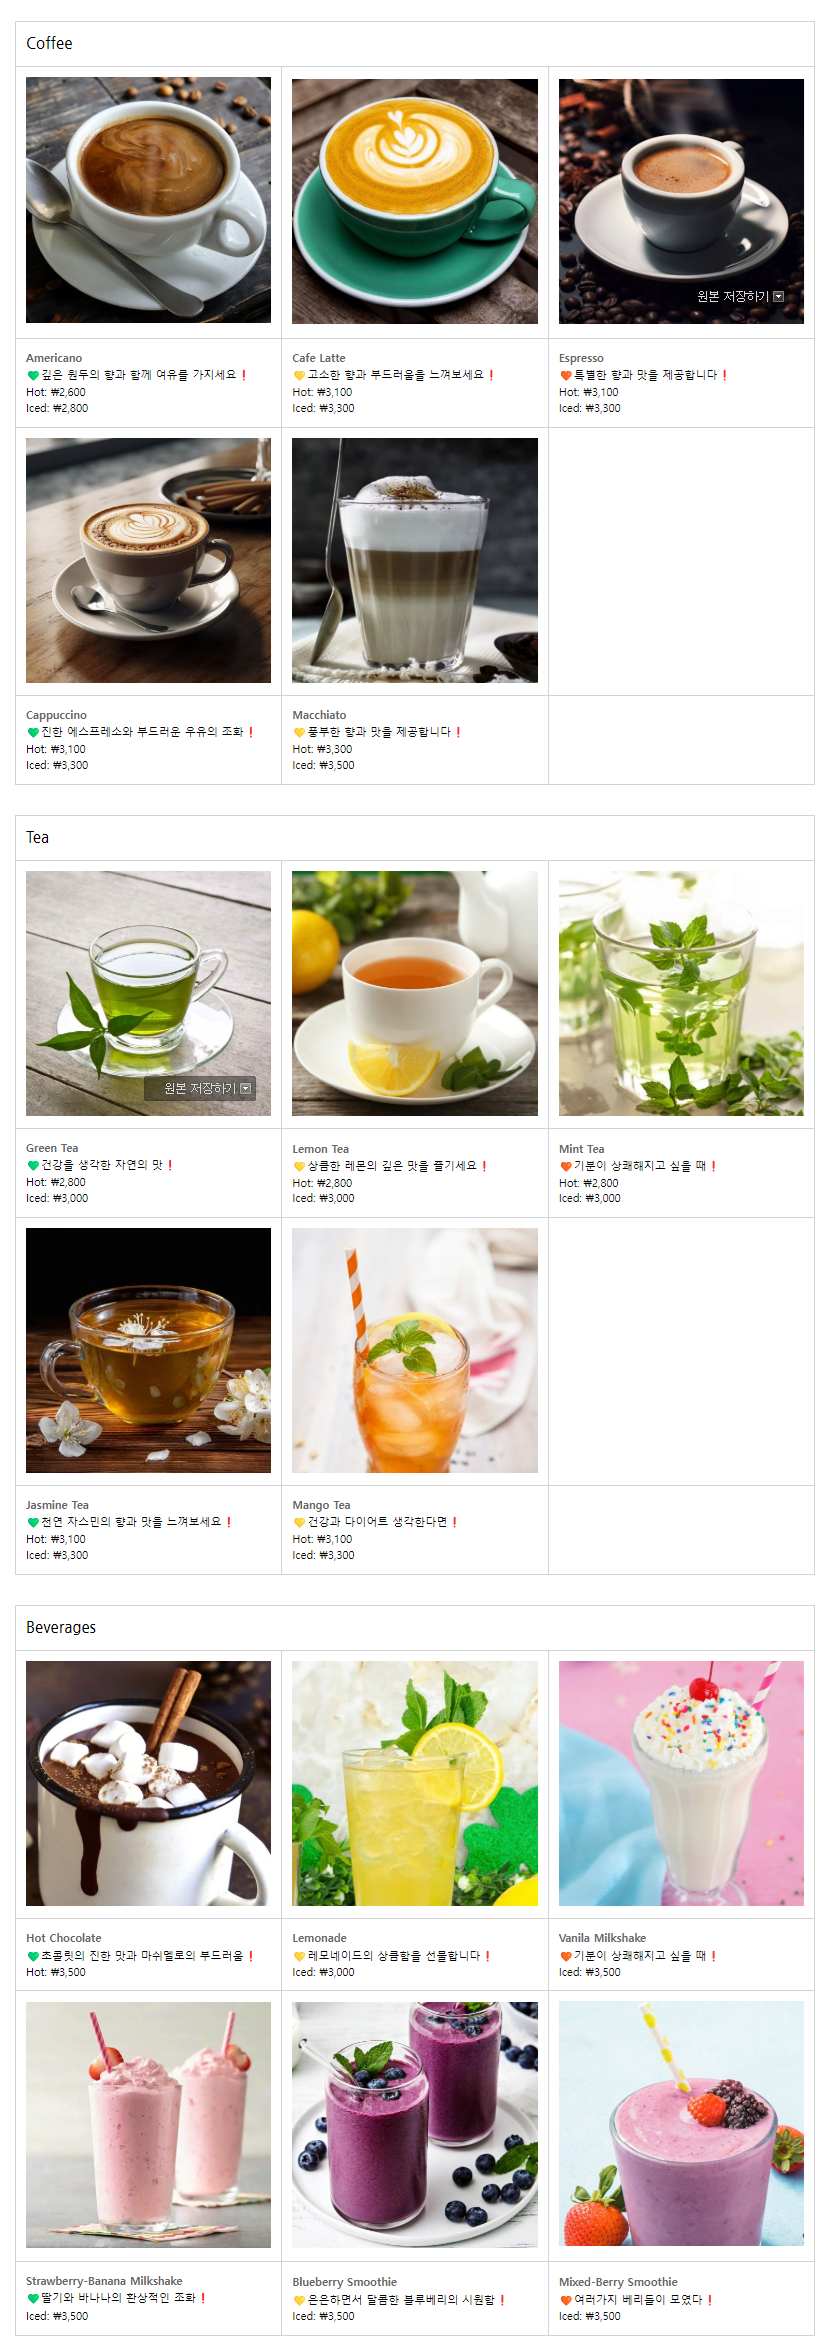 Coffee
원본 저장하기
Americano
💚깊은 원두의 향과 함께 여유를 가지세요❗
Hot: ₩2,600
Iced: ₩2,800
Cafe Latte
💛고소한 향과 부드러움을 느껴보세요❗
Hot: ₩3,100
Iced: ₩3,300
Espresso
🧡특별한 향과 맛을 제공합니다❗
Hot: ₩3,100
Iced: ₩3,300
Cappuccino
💚진한 에스프레소와 부드러운 우유의 조화❗
Hot: ₩3,100
Iced: ₩3,300
Macchiato
💛풍부한 향과 맛을 제공합니다❗
Hot: ₩3,300
Iced: ₩3,500
Tea
원본 저장하기
Green Tea
💚건강을 생각한 자연의 맛❗
Hot: ₩2,800
Iced: ₩3,000
Lemon Tea
💛상큼한 레몬의 깊은 맛을 즐기세요❗
Hot: ₩2,800
Iced: ₩3,000
Mint Tea
🧡기분이 상쾌해지고 싶을 때❗
Hot: ₩2,800
Iced: ₩3,000
Jasmine Tea
💚천연 자스민의 향과 맛을 느껴보세요❗
Hot: ₩3,100
Iced: ₩3,300
Mango Tea
💛건강과 다이어트 생각한다면❗
Hot: ₩3,100
Iced: ₩3,300
Beverages
Hot Chocolate
💚초콜릿의 진한 맛과 마쉬멜로의 부드러움❗
Hot: ₩3,500
Lemonade
💛레모네이드의 상큼함을 선물합니다❗
Iced: ₩3,000
Vanila Milkshake
🧡기분이 상쾌해지고 싶을 때❗
Iced: ₩3,500
Strawberry-Banana Milkshake
💚딸기와 바나나의 환상적인 조화❗
Iced: ₩3,500
Blueberry Smoothie
💛은은하면서 달콤한 블루베리의 시원함❗
Iced: ₩3,500
Mixed-Berry Smoothie
🧡여러가지 베리들이 모였다❗
Iced: ₩3,500